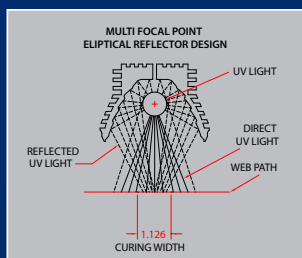 MULTI FOCAL POINT
ELIPTICAL REFLECTOR DESIGN
UV LIGHT
DIRECT
UV LIGHT
REFLECTED
UV LIGHT
WEB PATH
1.126
CURING WIDTH